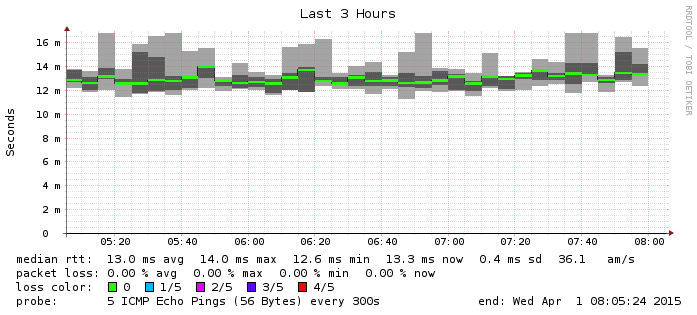 Last 3 Hours
RRDTOOL / TOBI OETIKER
Seconds
16 m
14 m
12 m
10 m
8 m
6 m
4 m
2 m
0
05:20 05:40 06:00 06:20 06:40 07:00 07:20 07:40 08:00
median rtt: 13.0 ms avg 14.0 ms max 12.6 ms min 13.3 ms now 0.4 ms sd 36.1 am/s
packet loss: 0.00 % avg 0.00 % max 0.00 % min 0.00 % now
loss color: 0 1/5 2/5 3/5 4/5
probe: 5 ICMP Echo Pings (56 Bytes) every 300s end: Wed Apr 1 08:05:24 2015